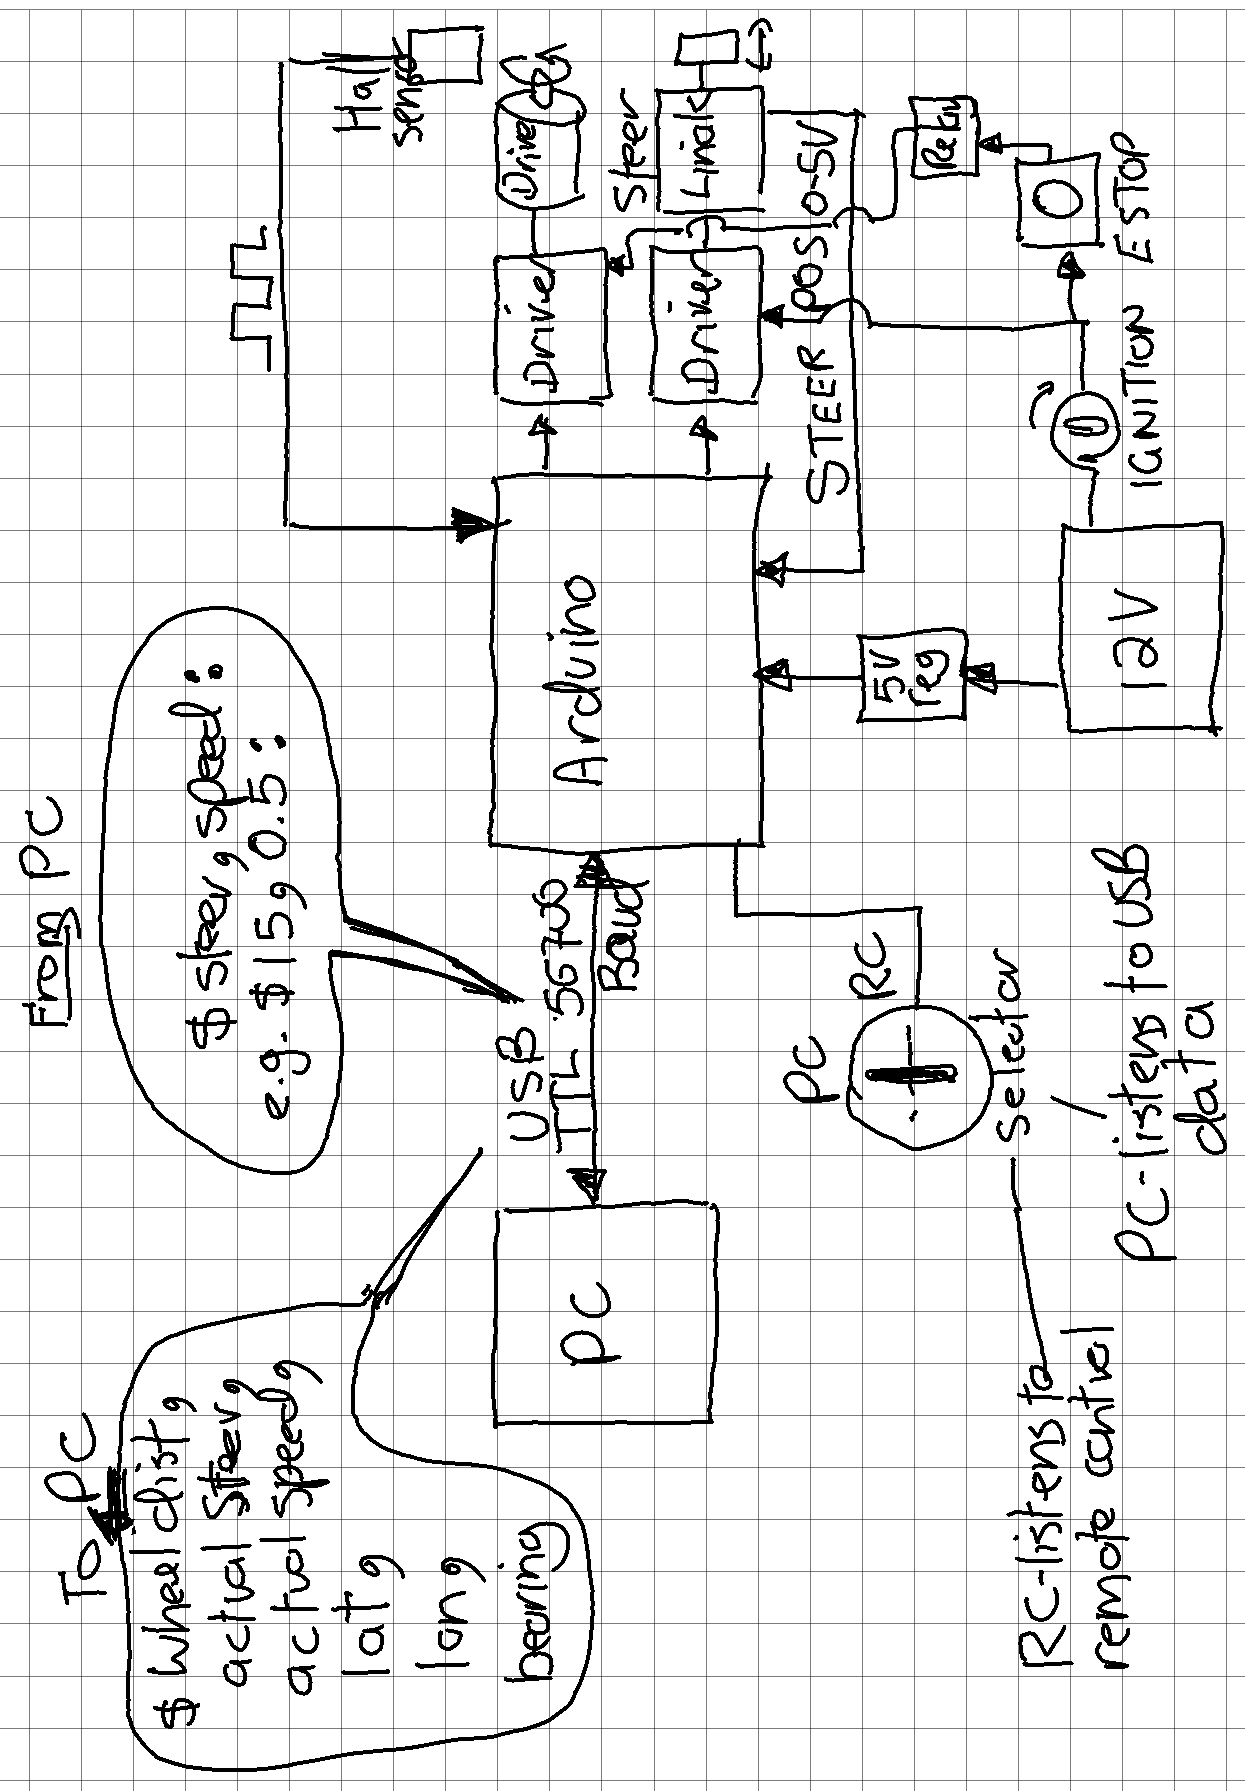 To PC
$ Wheel dist,
actual steer,
actual speed,
lat,
long,
bearing
From PC
$ steer, speed:
e.g. $15, 0.5:
USB
TTL 56700
Baud
PC
Arduino
Driver
Drive
Hall
sensor
Driver
Steer
Linak
STEER POS 0-5V
Relay
ESTOP
IGNITION
12V
5V
reg
PC
RC
selector
PC-listens to USB
data
RC-listens to
remote control